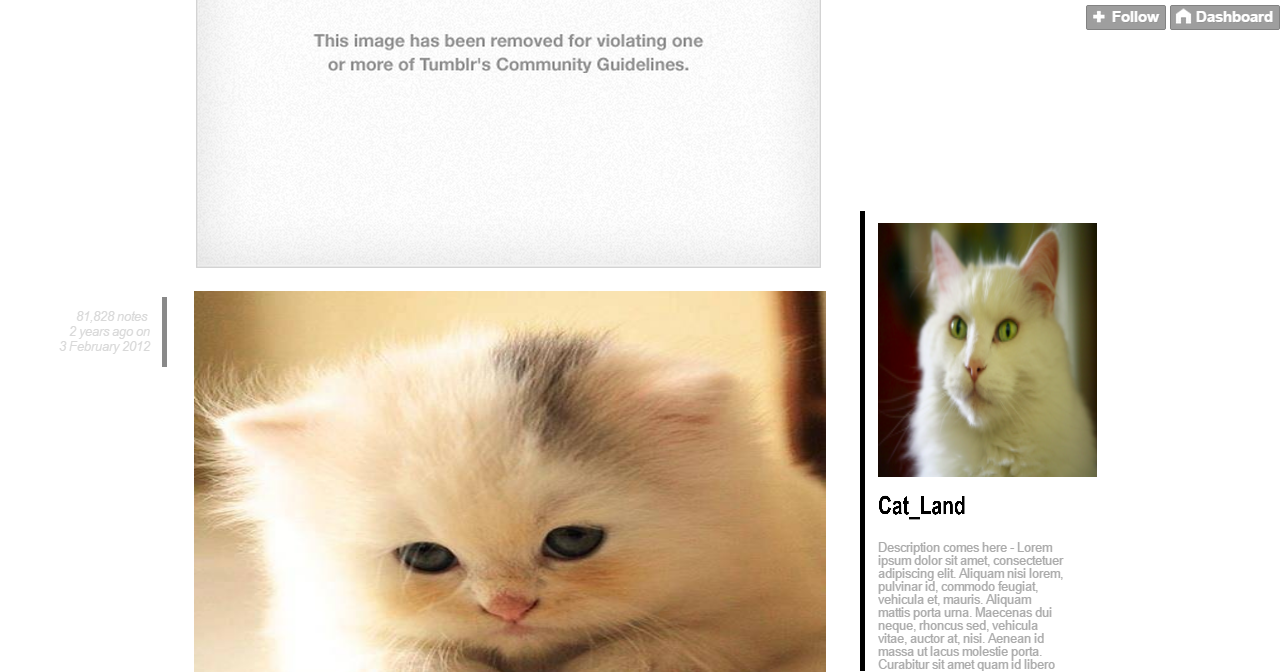 Follow
Dashboard
This image has been removed for violating one
or more of Tumblr's Community Guidelines.
81,828 notes
2 years ago on
3 February 2012
Cat_Land
Description comes here - Lorem
ipsum dolor sit amet, consectetuer
adipiscing elit. Aliquam nisi lorem,
pulvinar id, commodo feugiat,
vehicula et, mauris. Aliquam
mattis porta urna. Maecenas dui
neque, rhoncus sed, vehicula
vitae, auctor at, nisi. Aenean id
massa ut lacus molestie porta.
Curabitur sit amet quam id libero